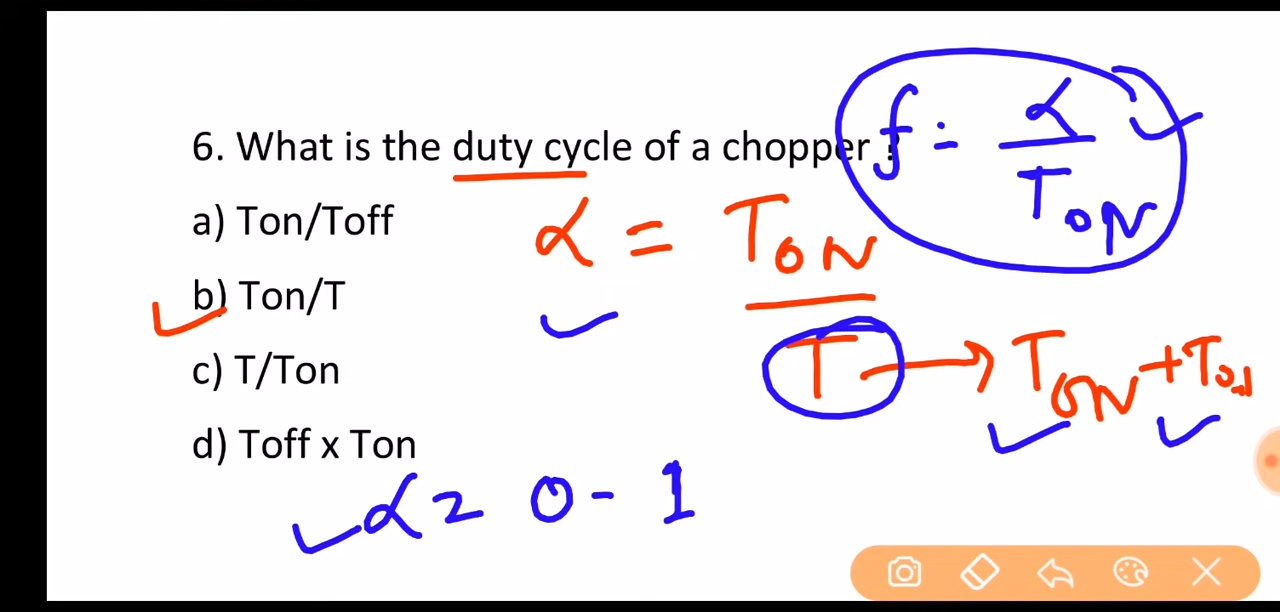 6. What is the duty cycle of a chopper ?
f = α / TON
a) Ton/Toff
α = TON / T
b) Ton/T
T → TON + To
c) T/Ton
d) Toff x Ton
α = 0 - 1